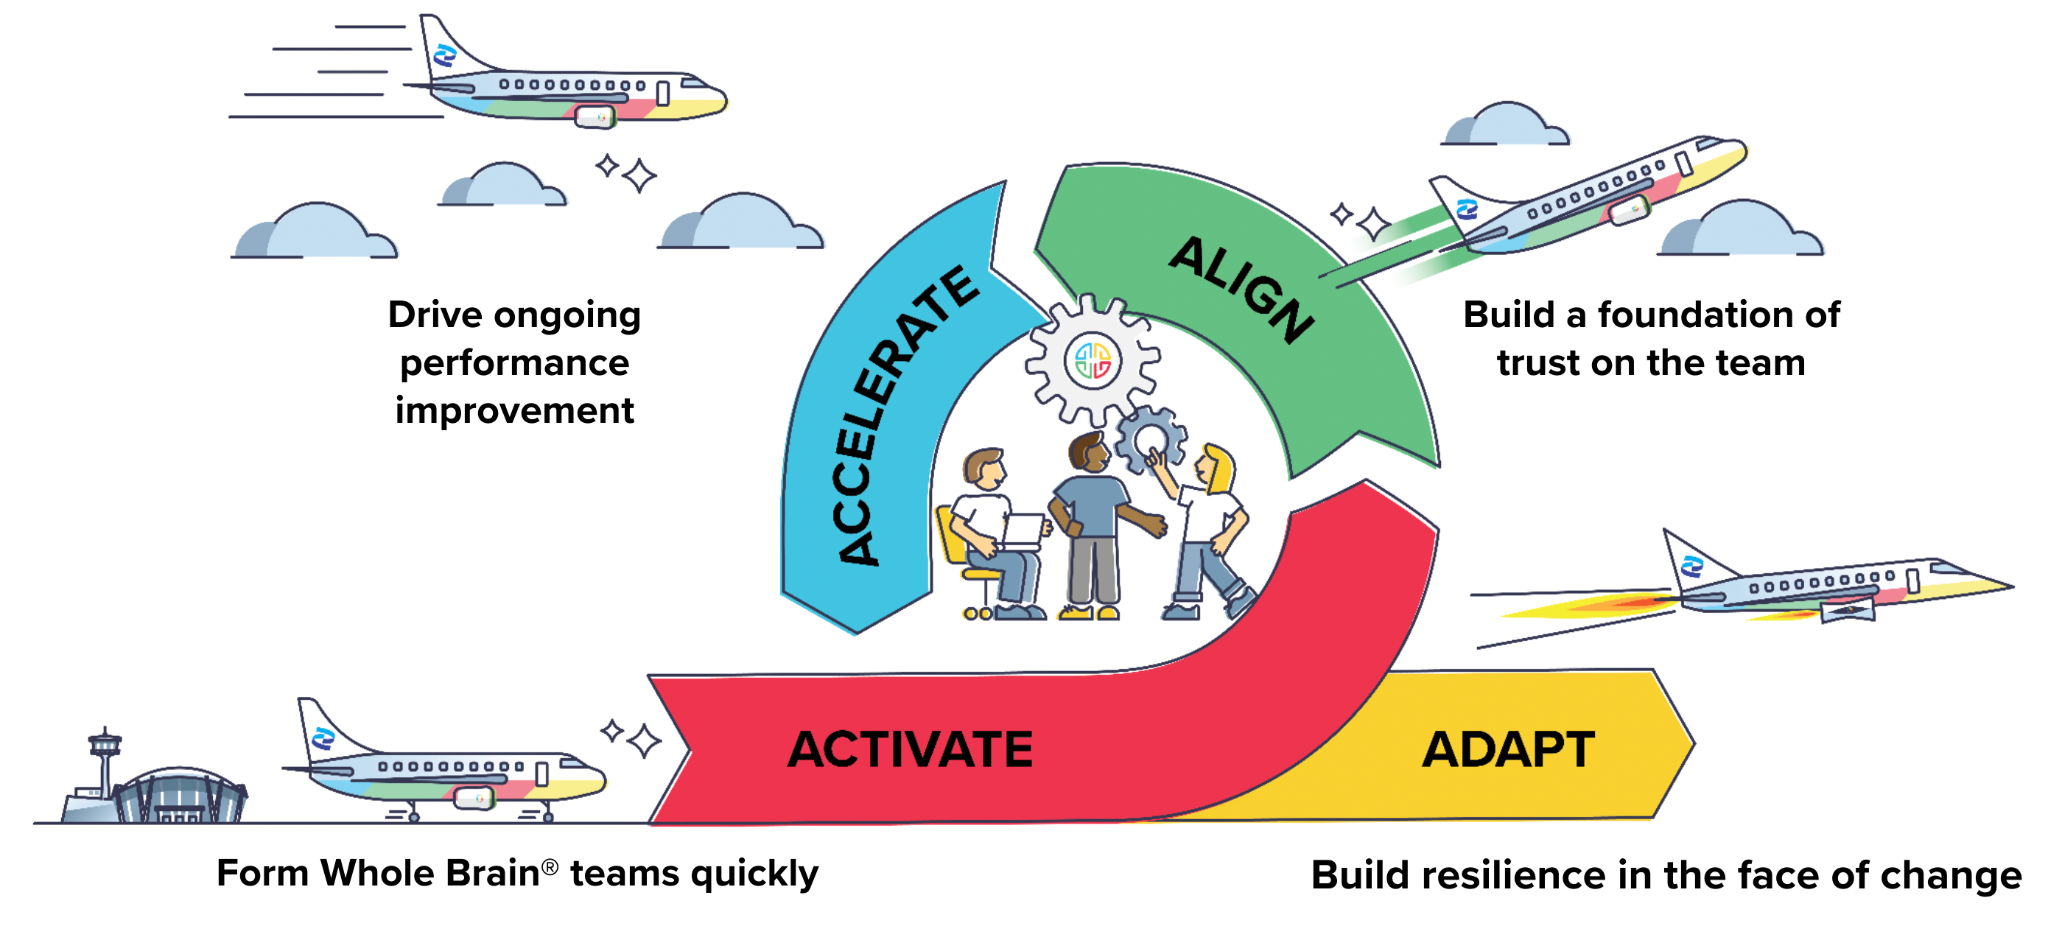 Drive ongoing
performance
improvement
ACCELERATE
ALIGN
Build a foundation of
trust on the team
ACTIVATE
ADAPT
Form Whole Brain® teams quickly
Build resilience in the face of change